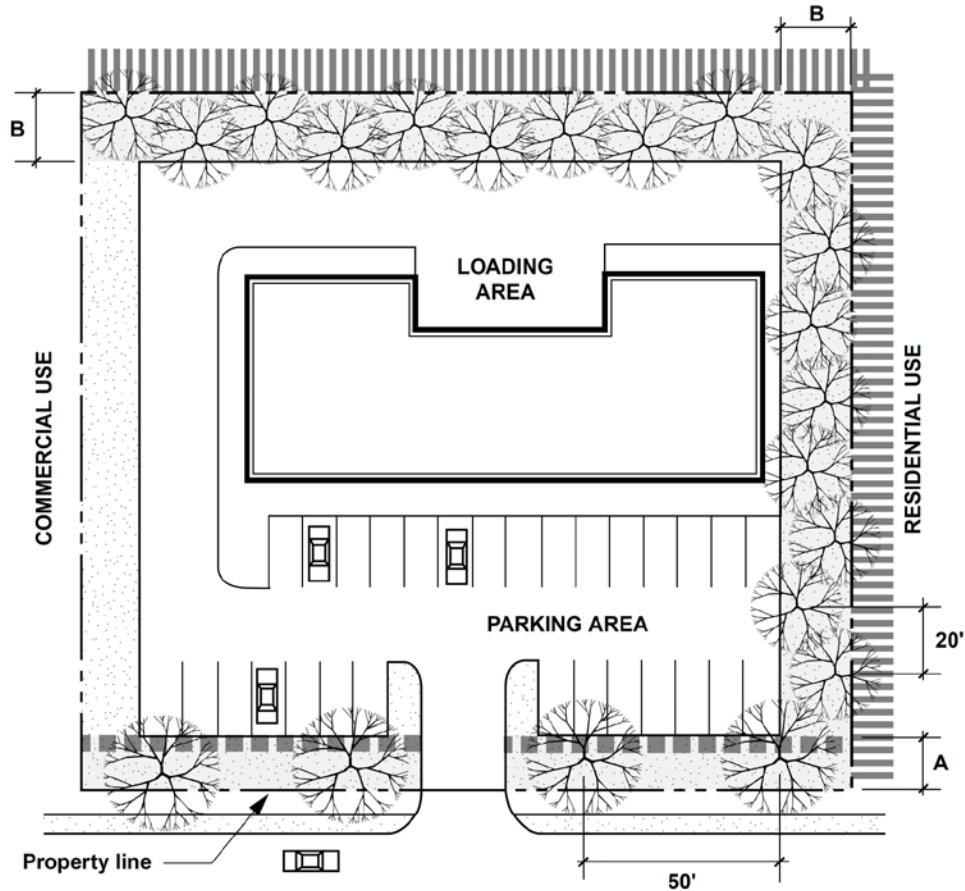 B
B
LOADING
AREA
COMMERCIAL USE
RESIDENTIAL USE
PARKING AREA
20'
A
Property line
50'